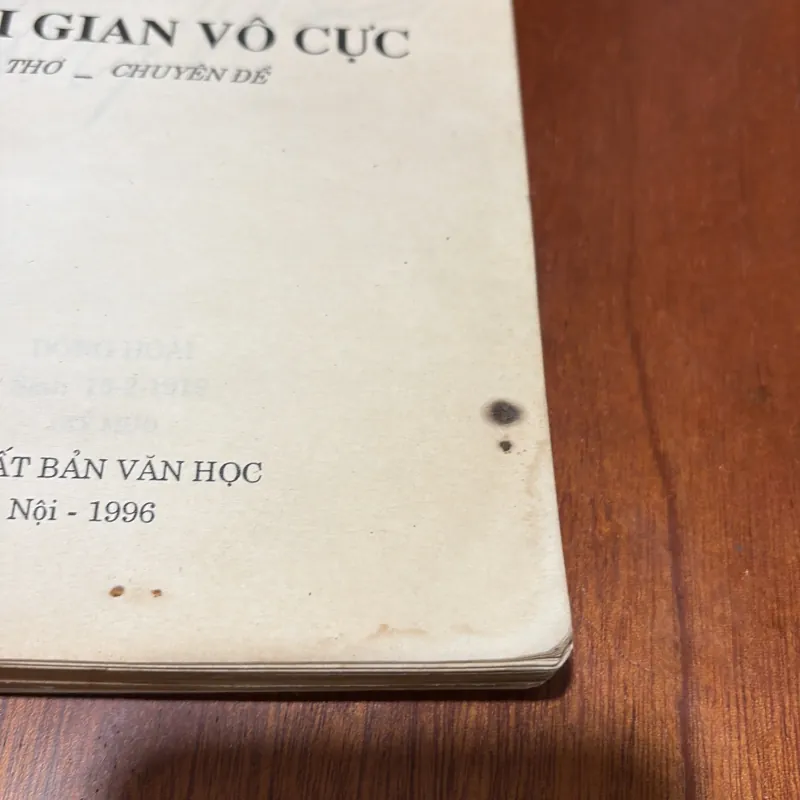 I GIAN VÔ CỰC
THƠ _ CHUYÊN ĐỀ
ẤT BẢN VĂN HỌC
Nội - 1996